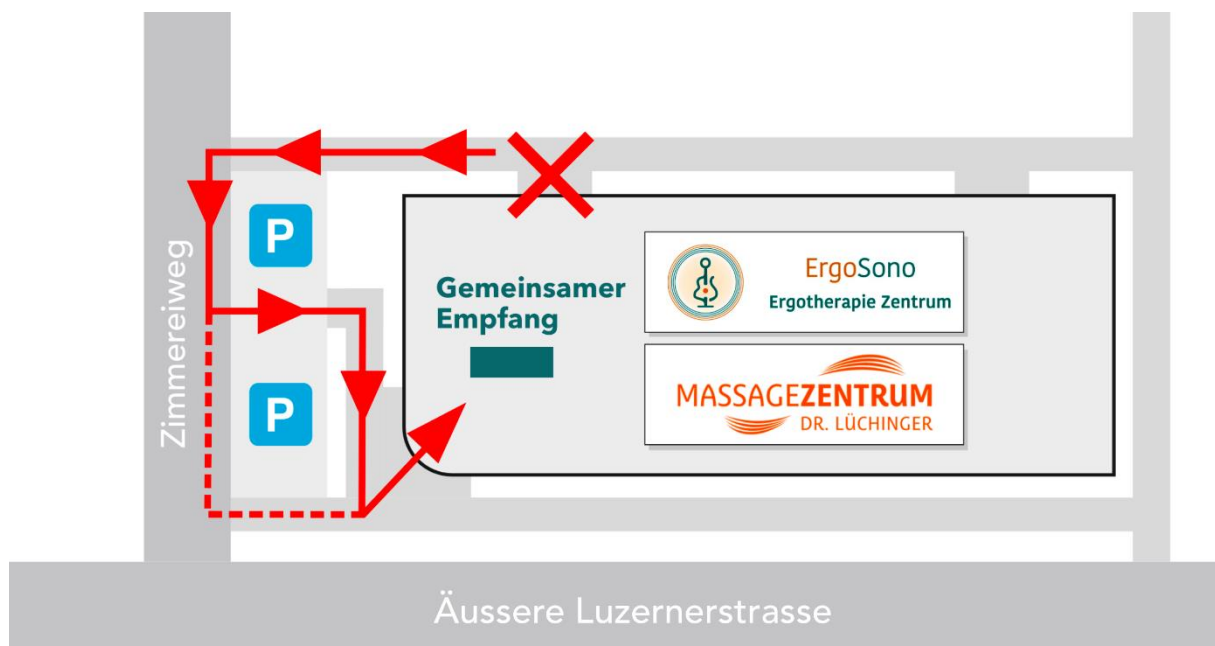 Zimmereiweg
P
P
Gemeinsamer
Empfang
ErgoSono
Ergotherapie Zentrum
MASSAGEZENTRUM
DR. LÜCHINGER
Äussere Luzernerstrasse